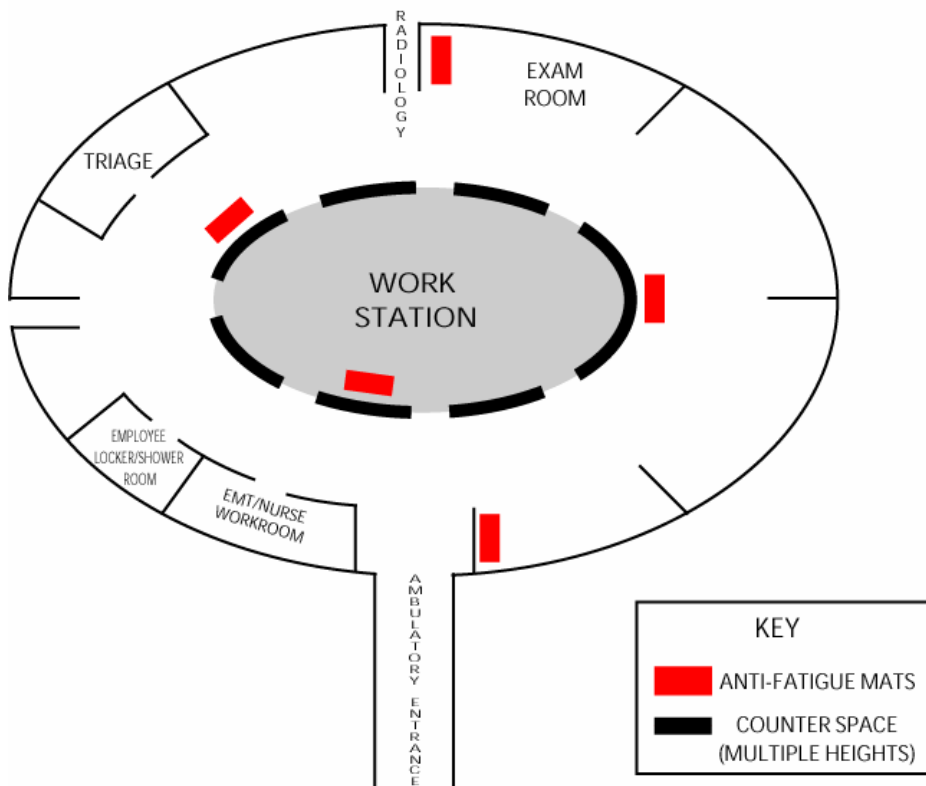 RADIOLOGY
EXAM
ROOM
TRIAGE
WORK
STATION
EMPLOYEE
LOCKER/SHOWER
ROOM
EMT/NURSE
WORKROOM
AMBULATORY ENTRANCE
KEY
ANTI-FATIGUE MATS
COUNTER SPACE
(MULTIPLE HEIGHTS)